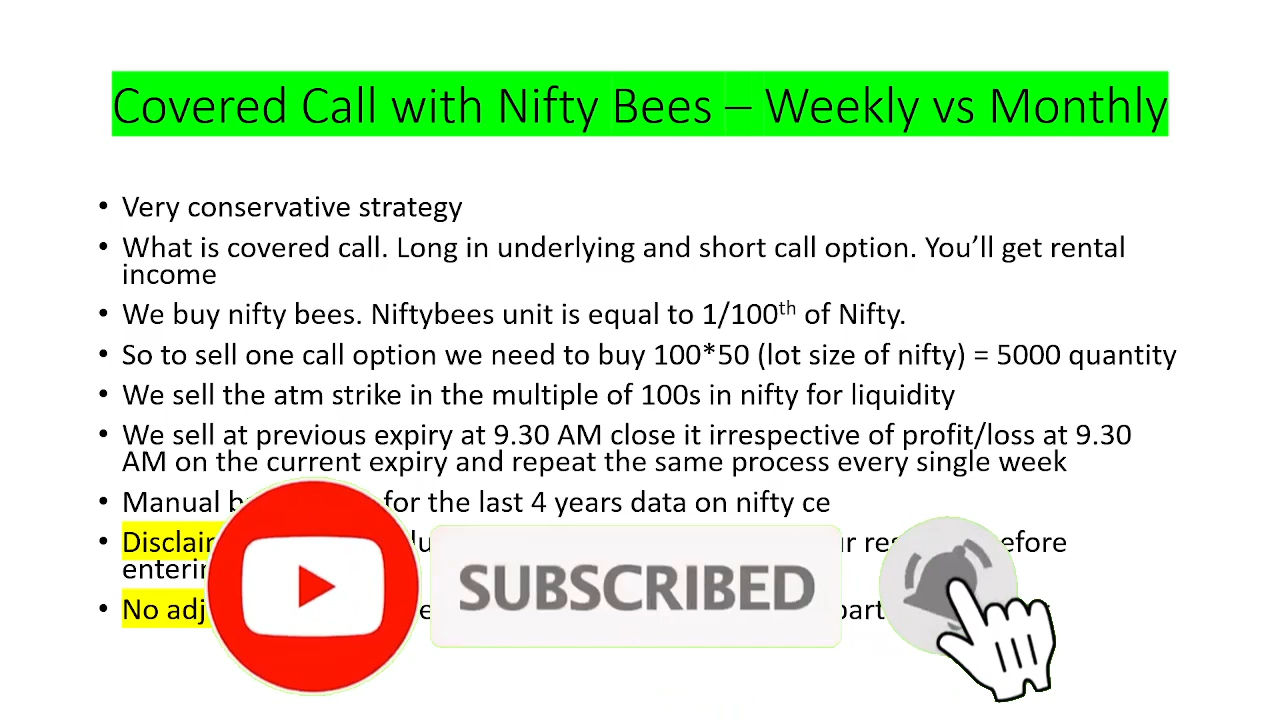 Covered Call with Nifty Bees – Weekly vs Monthly
• Very conservative strategy
• What is covered call. Long in underlying and short call option. You’ll get rental
income
• We buy nifty bees. Niftybees unit is equal to 1/100th of Nifty.
• So to sell one call option we need to buy 100*50 (lot size of nifty) = 5000 quantity
• We sell the atm strike in the multiple of 100s in nifty for liquidity
• We sell at previous expiry at 9.30 AM close it irrespective of profit/loss at 9.30
AM on the current expiry and repeat the same process every single week
• Manual for the last 4 years data on nifty ce
•
• No
SUBSCRIBED